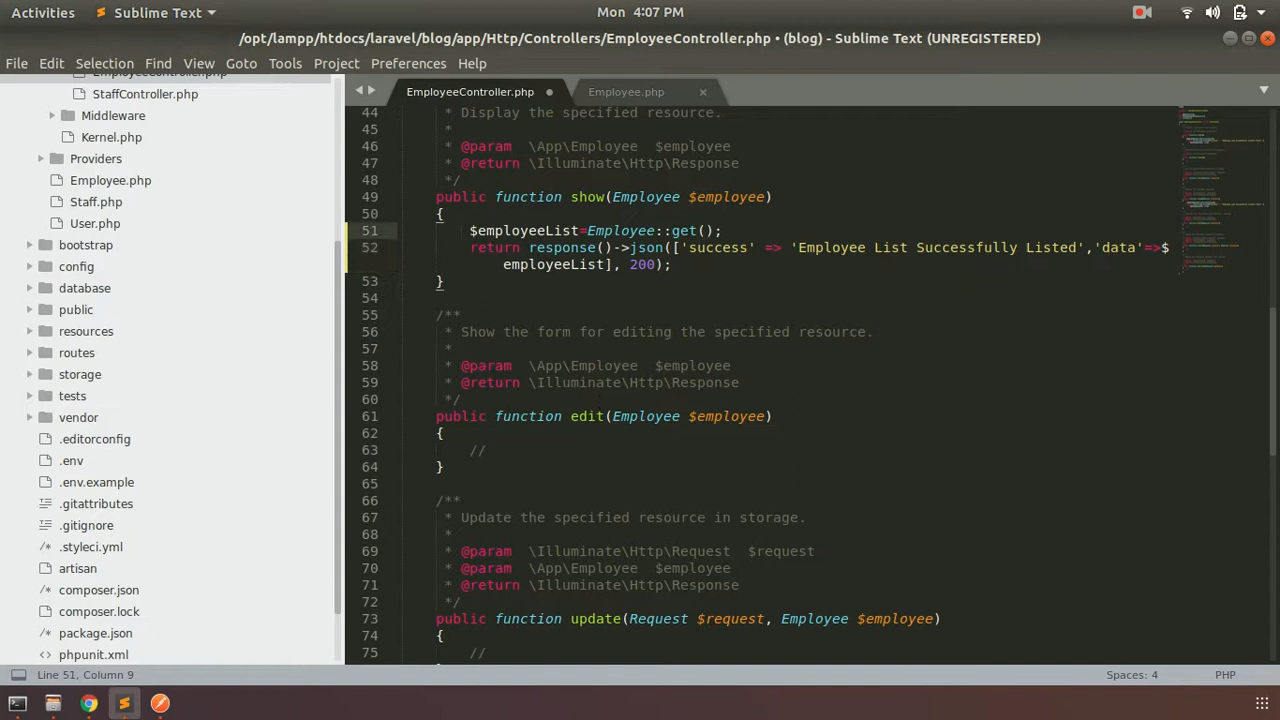 Activities
Sublime Text
Mon 4:07 PM
/opt/lampp/htdocs/laravel/blog/app/Http/Controllers/EmployeeController.php • (blog) - Sublime Text (UNREGISTERED)
File Edit Selection Find View Goto Tools Project Preferences Help
EmployeeController.php
StaffController.php
Middleware
Kernel.php
Providers
Employee.php
Staff.php
User.php
bootstrap
config
database
public
resources
routes
storage
tests
vendor
.editorconfig
.env
.env.example
.gitattributes
.gitignore
.styleci.yml
artisan
composer.json
composer.lock
package.json
phpunit.xml
EmployeeController.php
Employee.php
44 * Display the specified resource.
45 *
46 * @param \App\Employee $employee
47 * @return \Illuminate\Http\Response
48 */
49 public function show(Employee $employee)
50 {
51 $employeeList=Employee::get();
52 return response()->json(['success' => 'Employee List Successfully Listed','data'=>$
employeeList], 200);
53 }
54
55 /**
56 * Show the form for editing the specified resource.
57 *
58 * @param \App\Employee $employee
59 * @return \Illuminate\Http\Response
60 */
61 public function edit(Employee $employee)
62 {
63 //
64 }
65
66 /**
67 * Update the specified resource in storage.
68 *
69 * @param \Illuminate\Http\Request $request
70 * @param \App\Employee $employee
71 * @return \Illuminate\Http\Response
72 */
73 public function update(Request $request, Employee $employee)
74 {
75 //
Line 51, Column 9
Spaces: 4
PHP